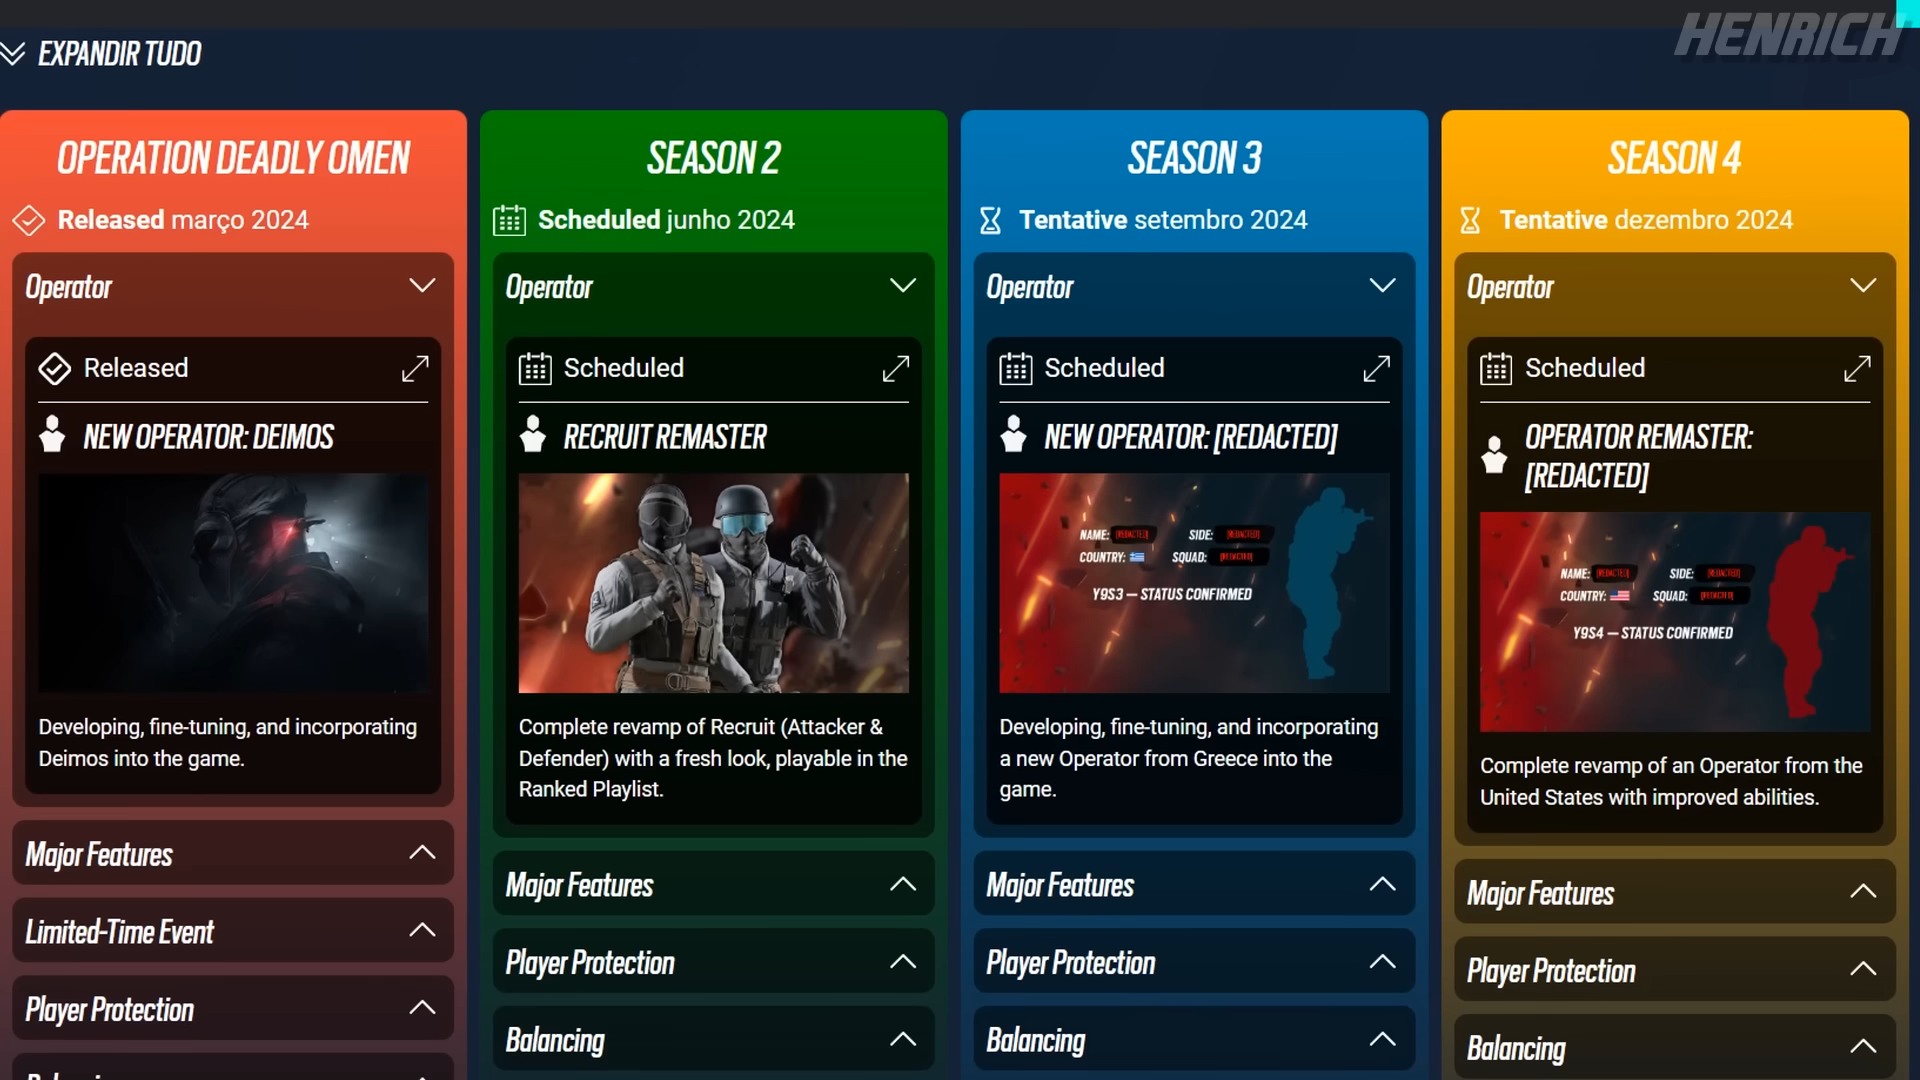 HENRICH
EXPANDIR TUDO
OPERATION DEADLY OMEN
Released março 2024
Operator
Released
NEW OPERATOR: DEIMOS
Developing, fine-tuning, and incorporating
Deimos into the game.
Major Features
Limited-Time Event
Player Protection
SEASON 2
Scheduled junho 2024
Operator
Scheduled
RECRUIT REMASTER
Complete revamp of Recruit (Attacker &
Defender) with a fresh look, playable in the
Ranked Playlist.
Major Features
Player Protection
Balancing
SEASON 3
Tentative setembro 2024
Operator
Scheduled
NEW OPERATOR: [REDACTED]
NAME: [REDACTED] SIDE: [REDACTED]
COUNTRY: SQUAD: [REDACTED]
Y9S3 — STATUS CONFIRMED
Developing, fine-tuning, and incorporating
a new Operator from Greece into the
game.
Major Features
Player Protection
Balancing
SEASON 4
Tentative dezembro 2024
Operator
Scheduled
OPERATOR REMASTER:
[REDACTED]
NAME: [REDACTED] SIDE: [REDACTED]
COUNTRY: SQUAD: [REDACTED]
Y9S4 — STATUS CONFIRMED
Complete revamp of an Operator from the
United States with improved abilities.
Major Features
Player Protection
Balancing